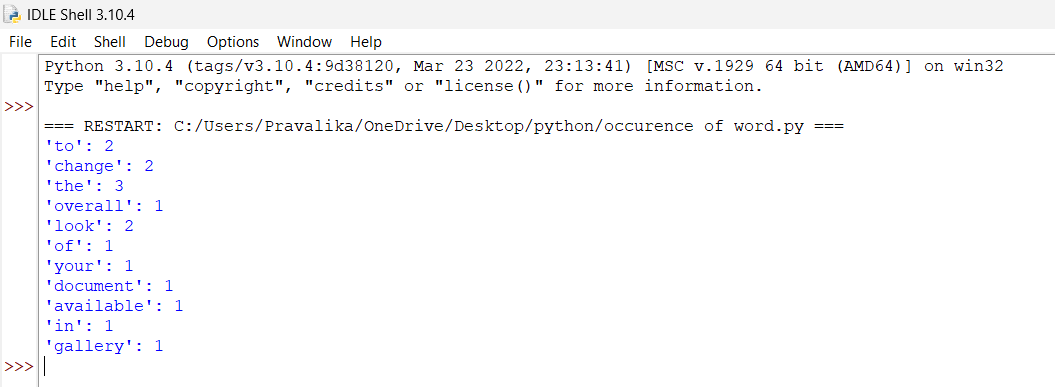 IDLE Shell 3.10.4
File Edit Shell Debug Options Window Help
Python 3.10.4 (tags/v3.10.4:9d38120, Mar 23 2022, 23:13:41) [MSC v.1929 64 bit (AMD64)] on win32
Type "help", "copyright", "credits" or "license()" for more information.
>>>
=== RESTART: C:/Users/Pravalika/OneDrive/Desktop/python/occurence of word.py ===
'to': 2
'change': 2
'the': 3
'overall': 1
'look': 2
'of': 1
'your': 1
'document': 1
'available': 1
'in': 1
'gallery': 1
>>>